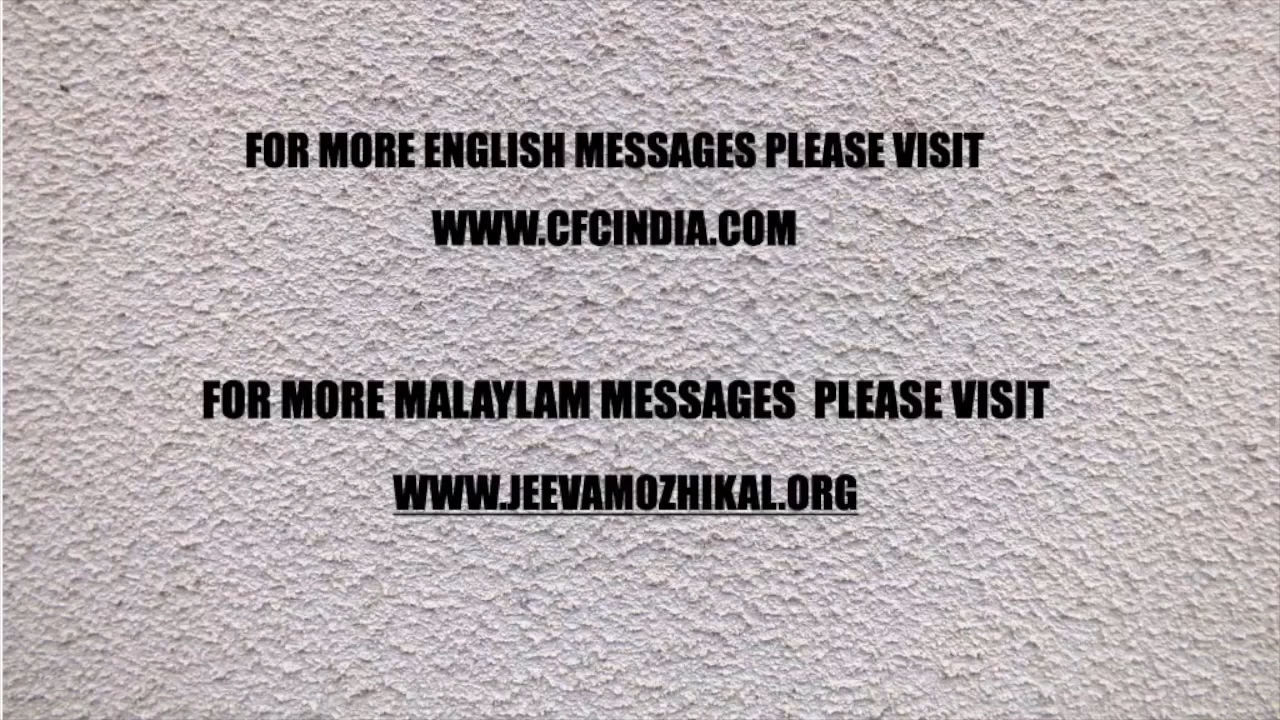 FOR MORE ENGLISH MESSAGES PLEASE VISIT
WWW.CFCINDIA.COM
FOR MORE MALAYLAM MESSAGES PLEASE VISIT
WWW.JEEVAMOZHIKAL.ORG